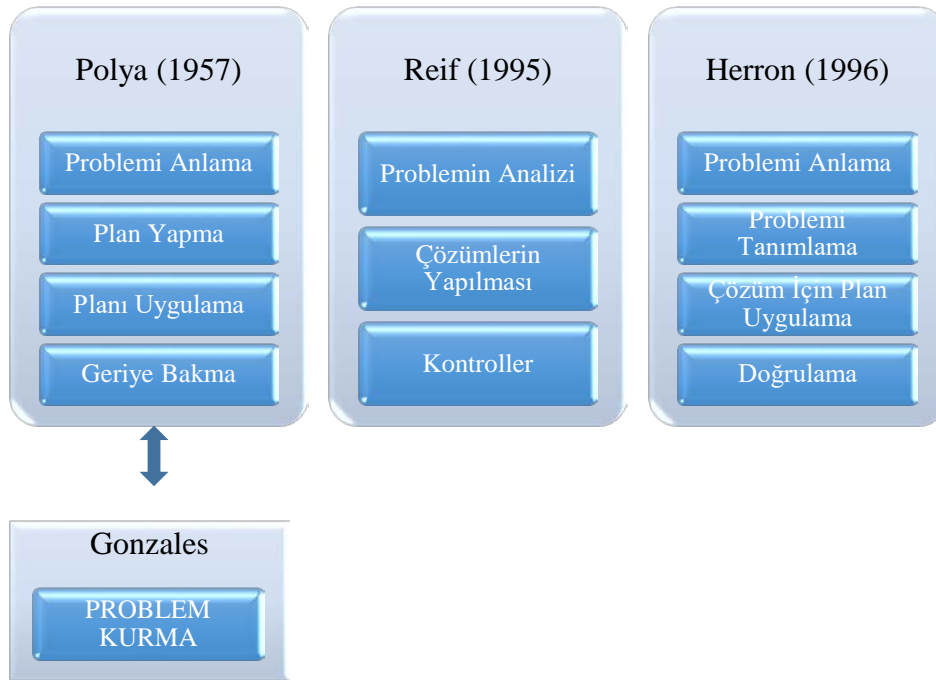 Polya (1957)
Problemi Anlama
Plan Yapma
Planı Uygulama
Geriye Bakma
Reif (1995)
Problemin Analizi
Çözümlerin
Yapılması
Kontroller
Herron (1996)
Problemi Anlama
Problemi
Tanımlama
Çözüm İçin Plan
Uygulama
Doğrulama
Gonzales
PROBLEM
KURMA